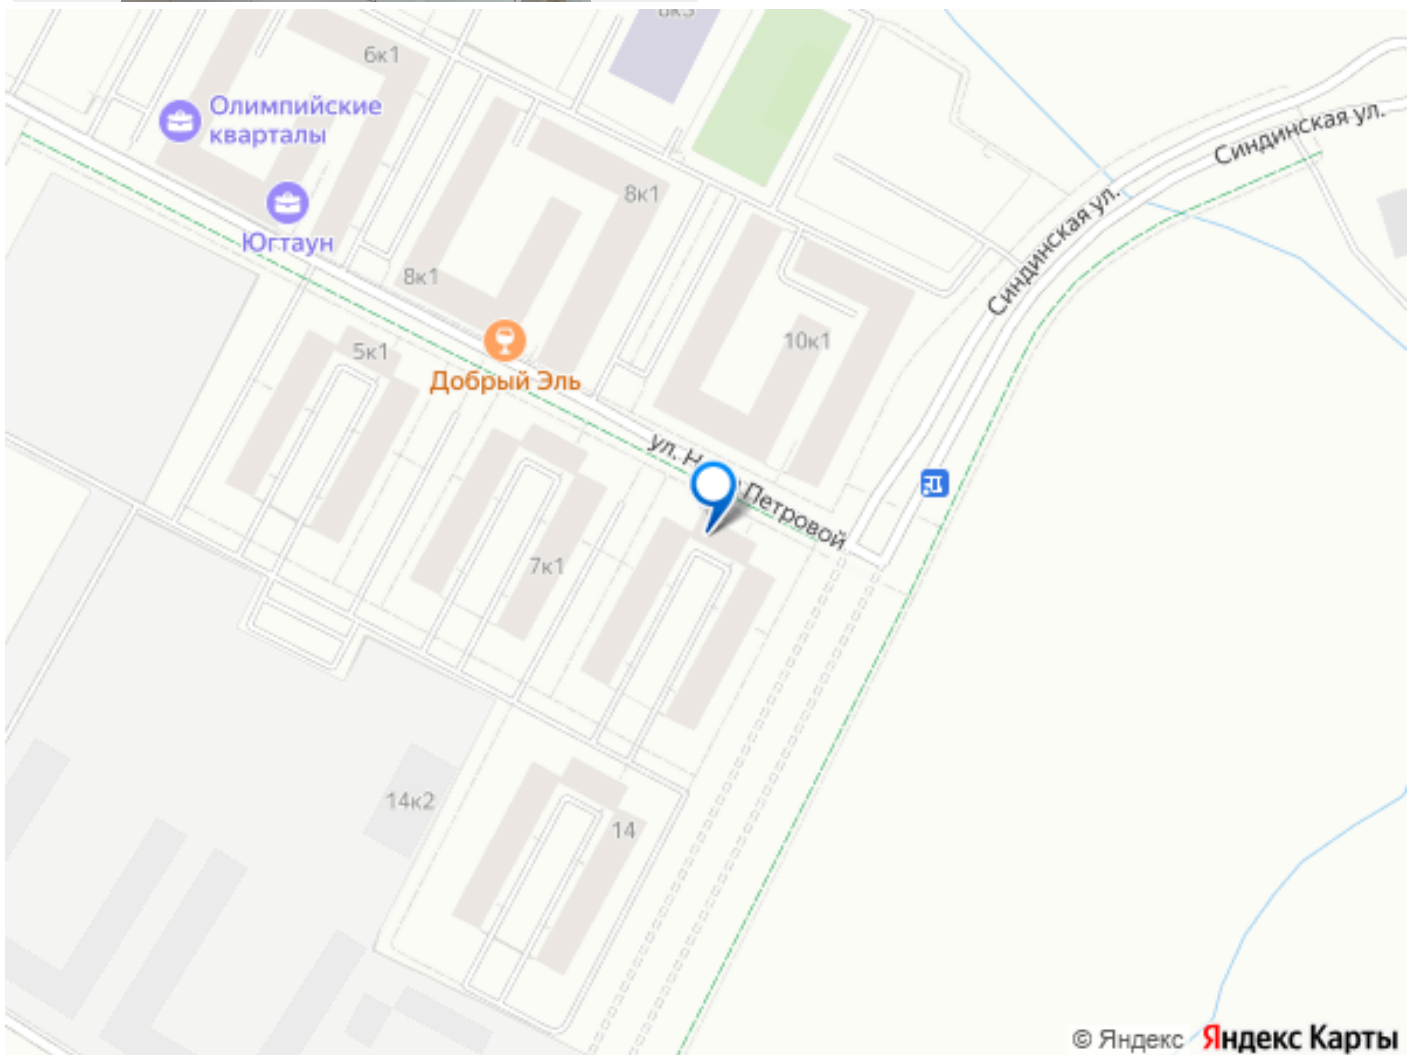 6к1
Олимпийские
кварталы
8к1
Югтаун
8к1
Синдинская ул.
Синдинская ул.
5к1
Добрый Эль
10к1
ул. Н
Петровой
7к1
14к2
14
© Яндекс Яндекс Карты